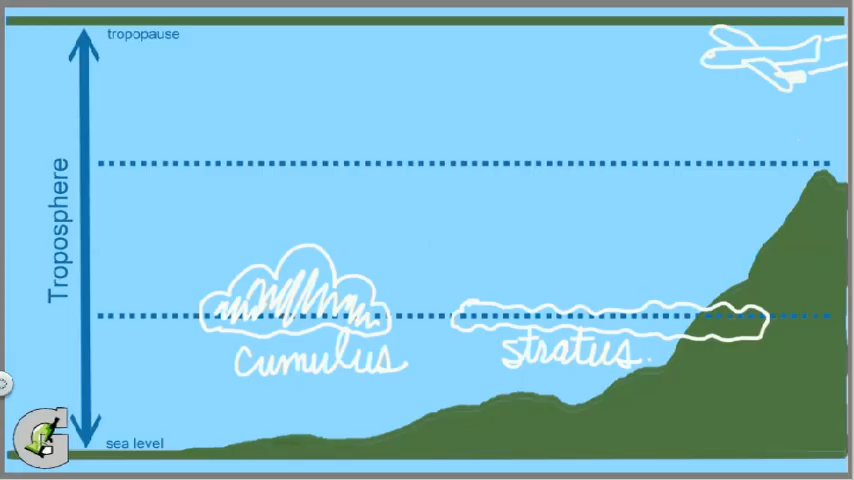 tropopause
Troposphere
cumulus
stratus.
sea level